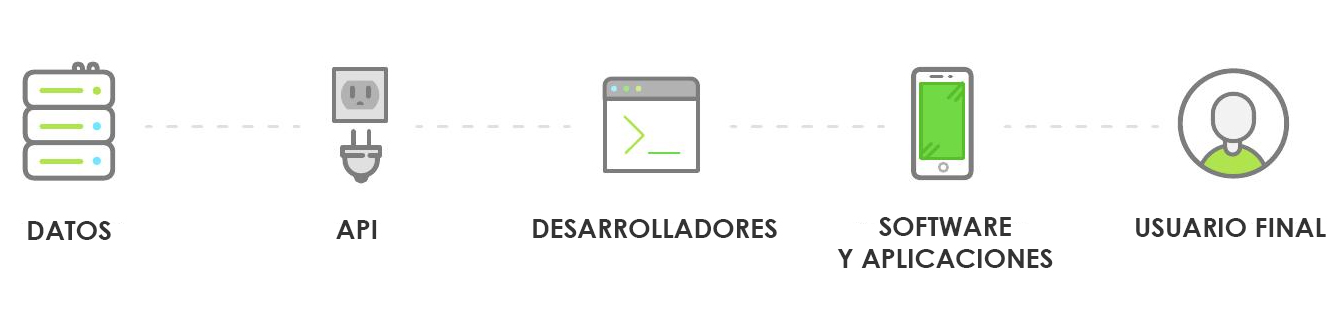 DATOS
API
DESARROLLADORES
SOFTWARE
Y APLICACIONES
USUARIO FINAL